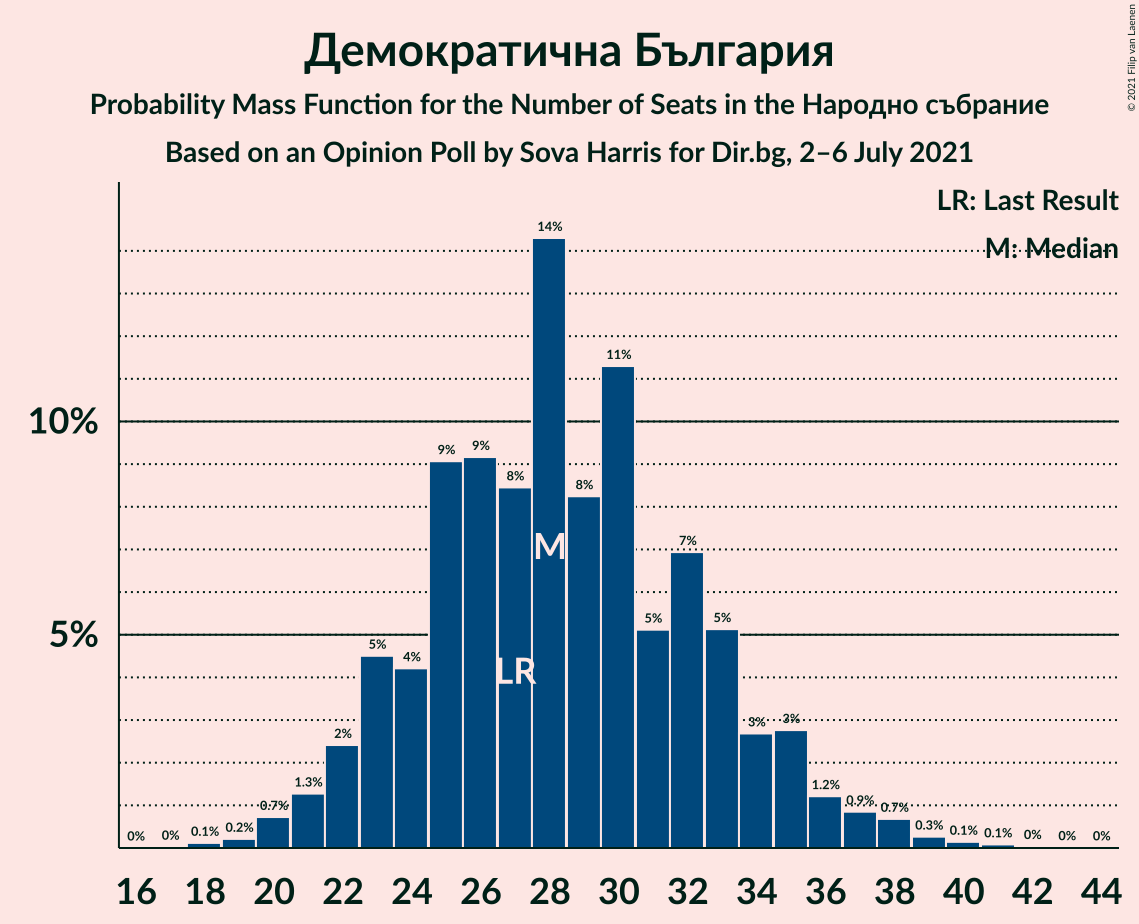 Демократична България
Probability Mass Function for the Number of Seats in the Народно събрание
Based on an Opinion Poll by Sova Harris for Dir.bg, 2–6 July 2021
© 2021 Filip van Laenen
LR: Last Result
M: Median
14%
11%
10%
9% 9% 8% 8%
M
7%
5%
5% 4% 5% 5%
LR
2% 3% 3%
0% 0% 0.1% 0.2% 0.7% 1.3% 1.2% 0.9% 0.7% 0.3% 0.1% 0.1% 0% 0% 0%
16 18 20 22 24 26 28 30 32 34 36 38 40 42 44